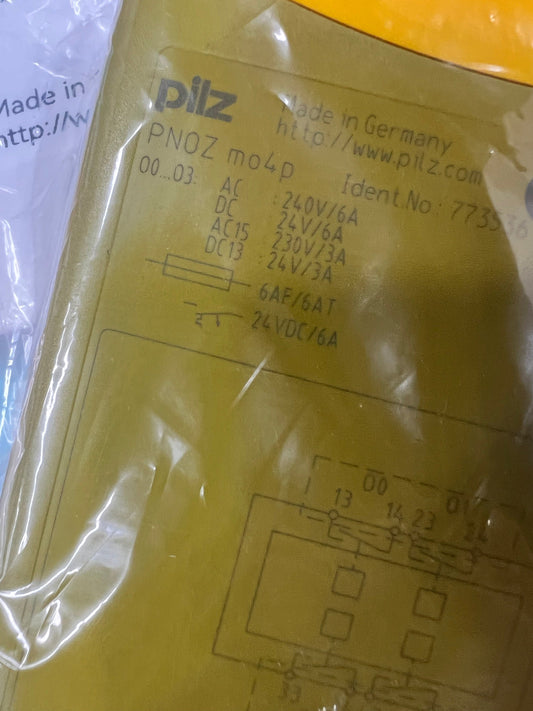 Made in
http://w
pilz
Made in Germany
http://www.pilz.com
PNOZ mo4p
Ident.No: 773536
00...03:
AC : 240V/6A
DC : 24V/6A
AC15 : 230V/3A
DC13 : 24V/3A
6AF/6AT
24VDC/6A
00 01
13 14 23 24
33